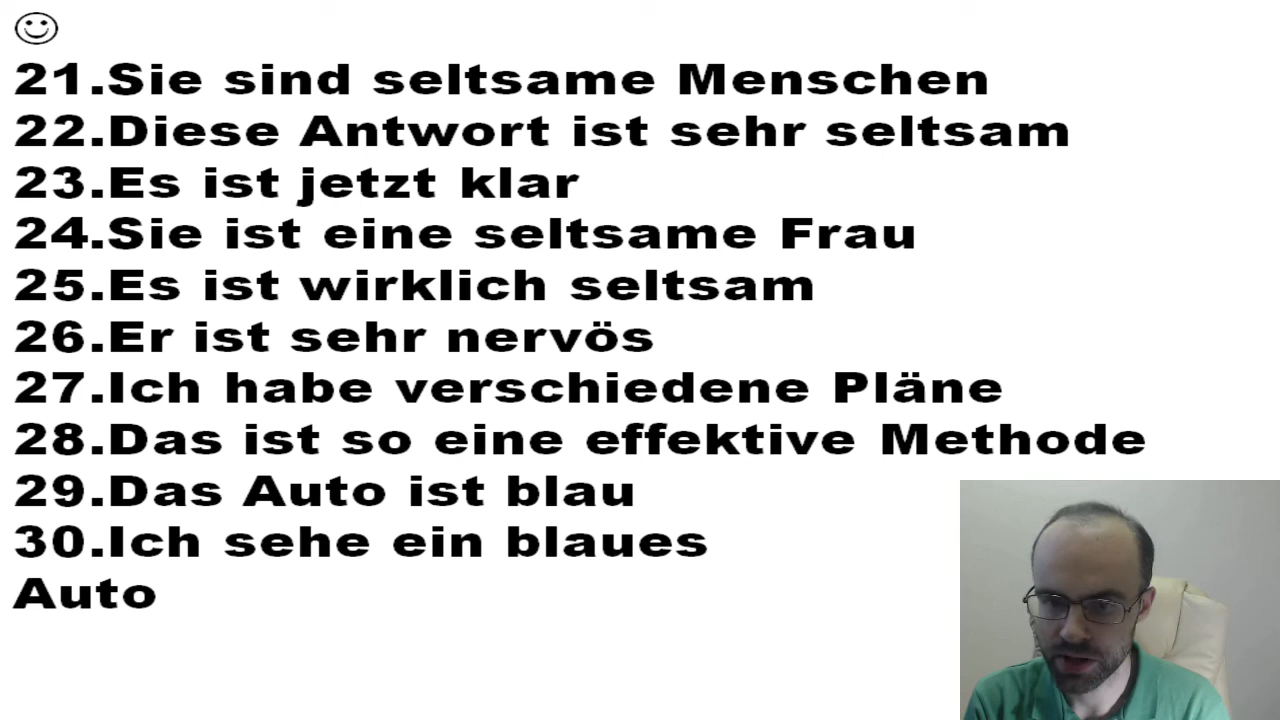 21.Sie sind seltsame Menschen
22.Diese Antwort ist sehr seltsam
23.Es ist jetzt klar
24.Sie ist eine seltsame Frau
25.Es ist wirklich seltsam
26.Er ist sehr nervös
27.Ich habe verschiedene Pläne
28.Das ist so eine effektive Methode
29.Das Auto ist blau
30.Ich sehe ein blaues
Auto